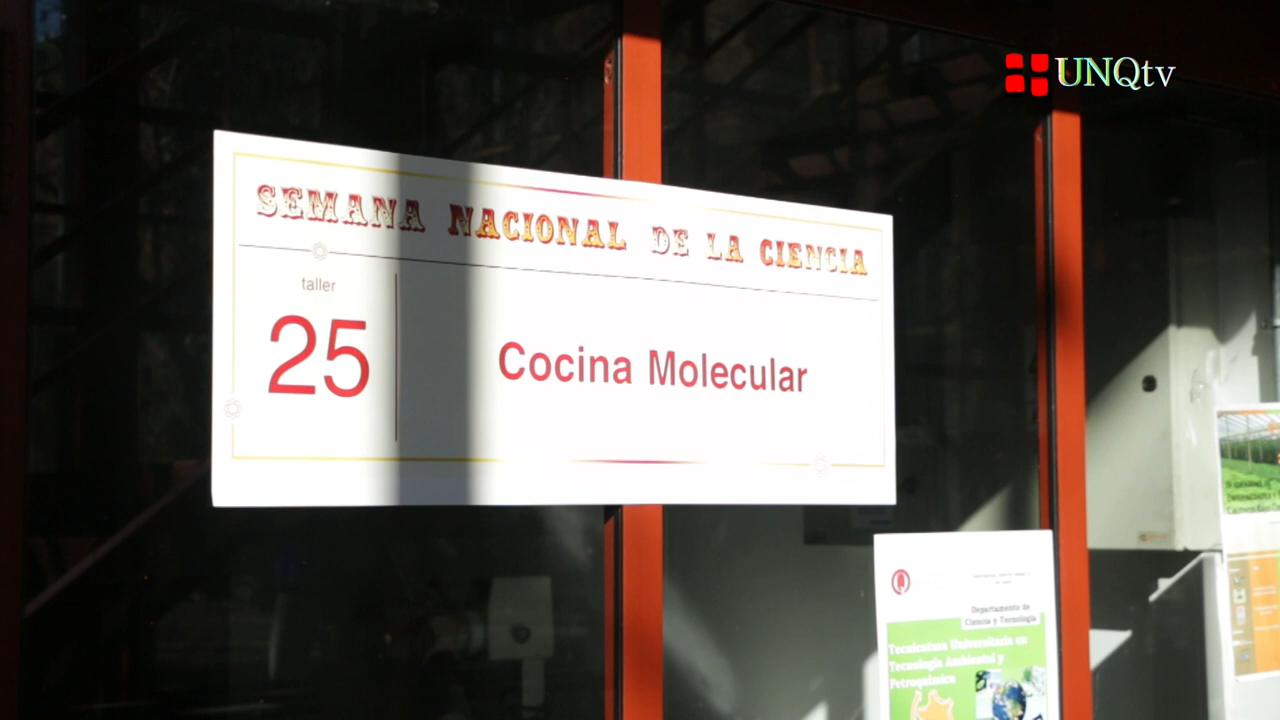 UNQtv
SEMANA NACIONAL DE LA CIENCIA
taller
25
Cocina Molecular
Departamento de
Ciencia y Tecnología
Tecnicatura Universitaria en
Tecnología Ambiental y
Petroquímica